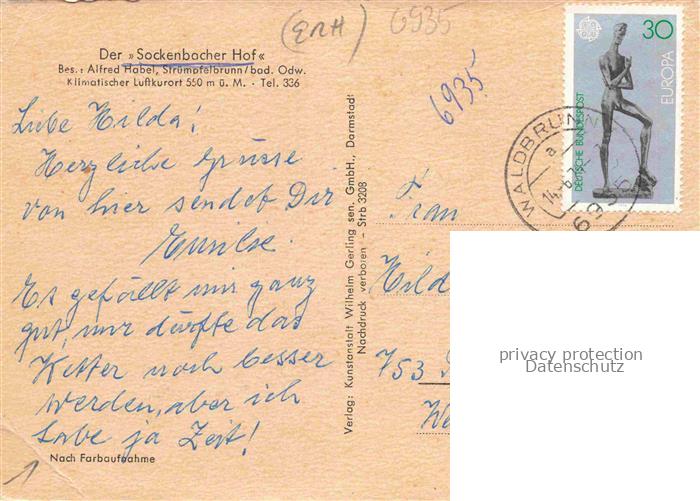 (ERH) 6935
6935
Der »Sockenbacher Hof«
Bes.: Alfred Habel, Strümpfelbrunn/bad. Odw.
Klimatischer Luftkurort 550 m ü. M. - Tel. 336
Liebe Hilda!
Herzliche Grüsse
von hier sendet Dir
Es gefällt mir ganz
gut, nur dürfte das
Wetter noch besser
werden, aber ich
habe ja Zeit!
Nach Farbaufnahme
Verlag: Kunstanstalt Wilhelm Gerling sen. GmbH., Darmstadt
Nachdruck verboten - Strb 3208
30
EUROPA
DEUTSCHE BUNDESPOST
WALDBRUNN
a
Frau
Hild
753
privacy protection
Datenschutz